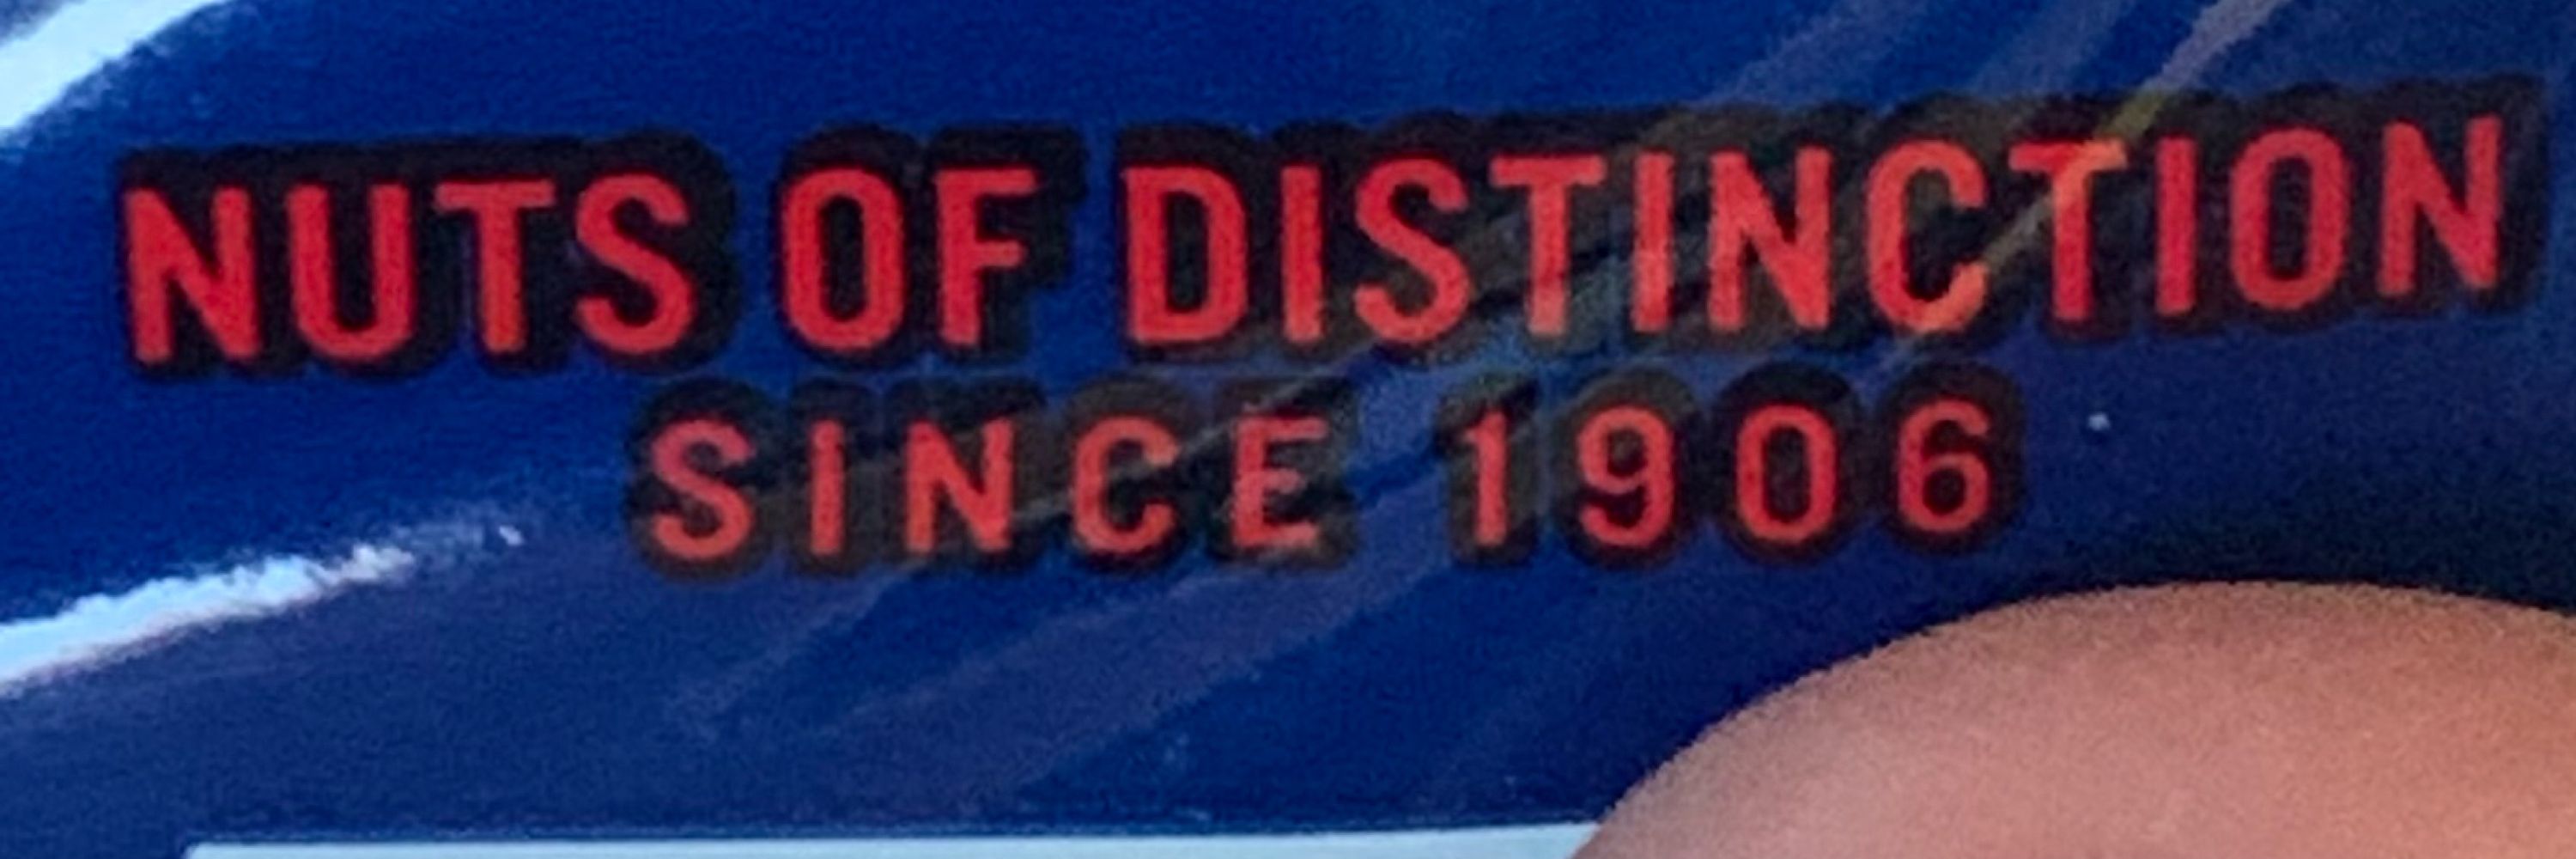 NUTS OF DISTINCTION
SINCE 1906